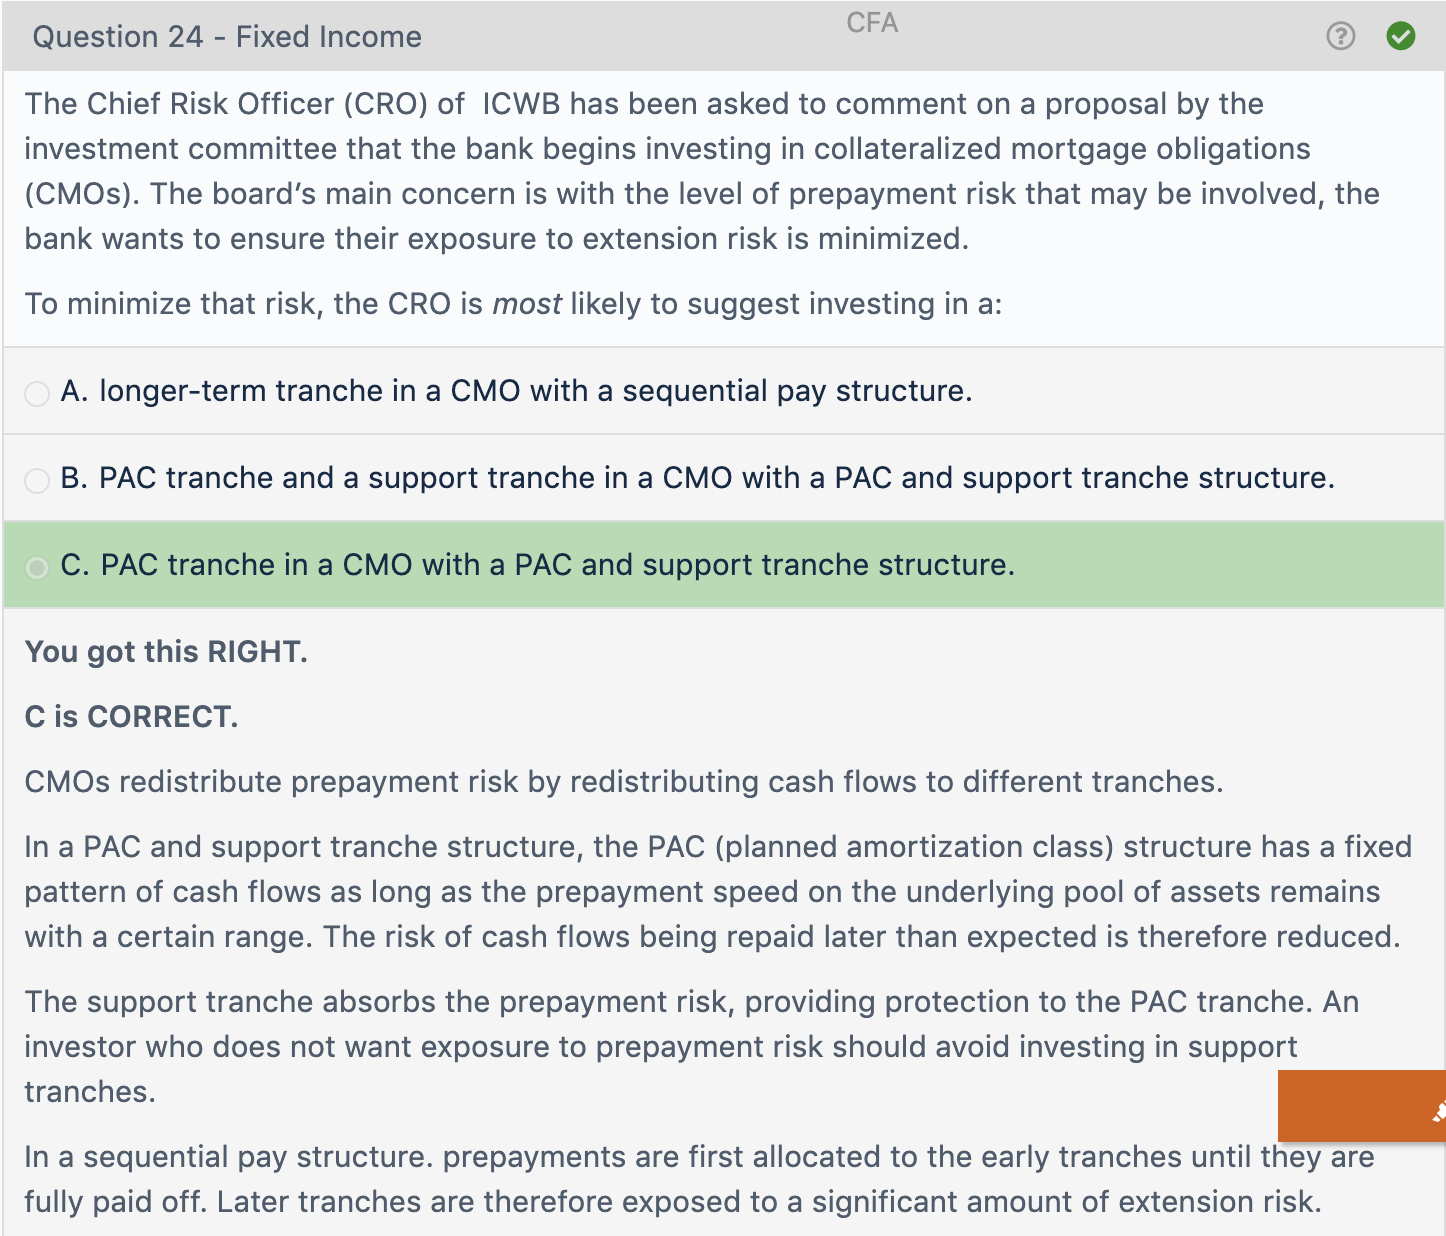 CFA
Question 24 - Fixed Income
The Chief Risk Officer (CRO) of  ICWB has been asked to comment on a proposal by the
investment committee that the bank begins investing in collateralized mortgage obligations
(CMOs). The board’s main concern is with the level of prepayment risk that may be involved, the
bank wants to ensure their exposure to extension risk is minimized.
To minimize that risk, the CRO is most likely to suggest investing in a:
A. longer-term tranche in a CMO with a sequential pay structure.
B. PAC tranche and a support tranche in a CMO with a PAC and support tranche structure.
C. PAC tranche in a CMO with a PAC and support tranche structure.
You got this RIGHT.
C is CORRECT.
CMOs redistribute prepayment risk by redistributing cash flows to different tranches.
In a PAC and support tranche structure, the PAC (planned amortization class) structure has a fixed
pattern of cash flows as long as the prepayment speed on the underlying pool of assets remains
with a certain range. The risk of cash flows being repaid later than expected is therefore reduced.
The support tranche absorbs the prepayment risk, providing protection to the PAC tranche. An
investor who does not want exposure to prepayment risk should avoid investing in support
tranches.
In a sequential pay structure. prepayments are first allocated to the early tranches until they are
fully paid off. Later tranches are therefore exposed to a significant amount of extension risk.